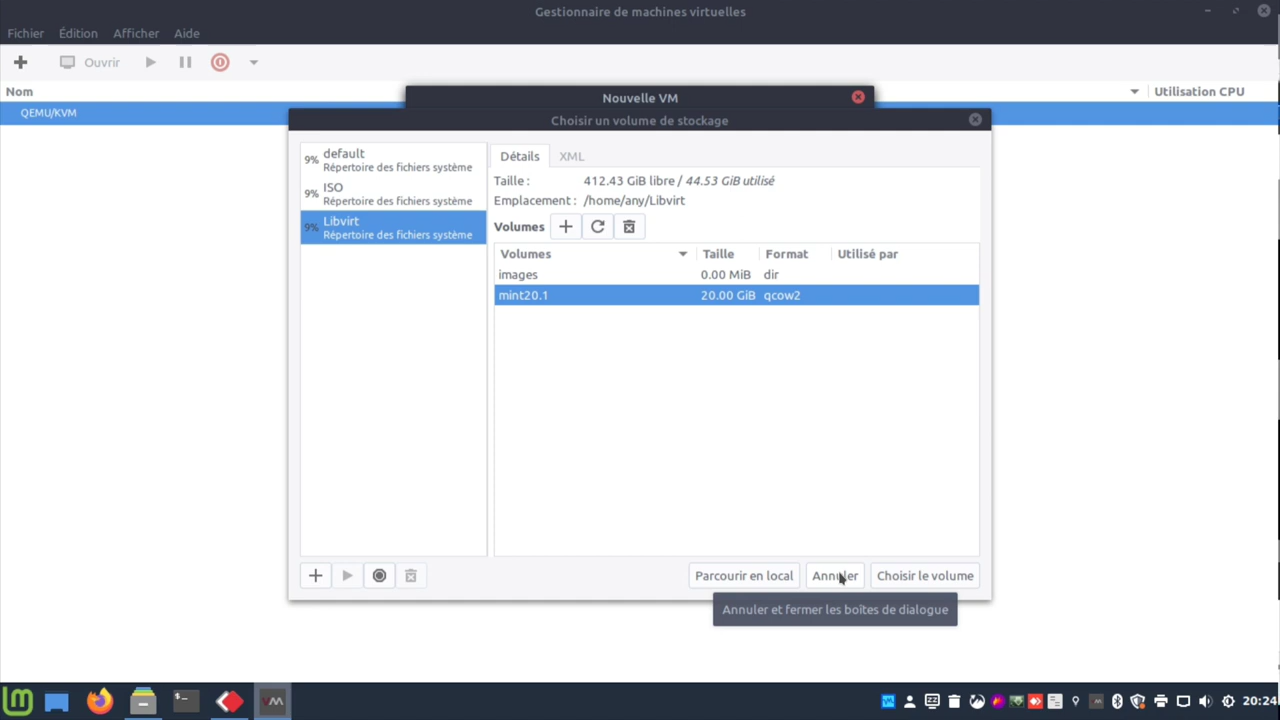 Gestionnaire de machines virtuelles
Fichier Édition Afficher Aide
Ouvrir
Nom Utilisation CPU
QEMU/KVM
Nouvelle VM
Choisir un volume de stockage
9% default
Répertoire des fichiers système
9% ISO
Répertoire des fichiers système
9% Libvirt
Répertoire des fichiers système
Détails XML
Taille : 412.43 GiB libre / 44.53 GiB utilisé
Emplacement : /home/any/Libvirt
Volumes
Volumes Taille Format Utilisé par
images 0.00 MiB dir
mint20.1 20.00 GiB qcow2
Parcourir en local Annuler Choisir le volume
Annuler et fermer les boîtes de dialogue
20:24